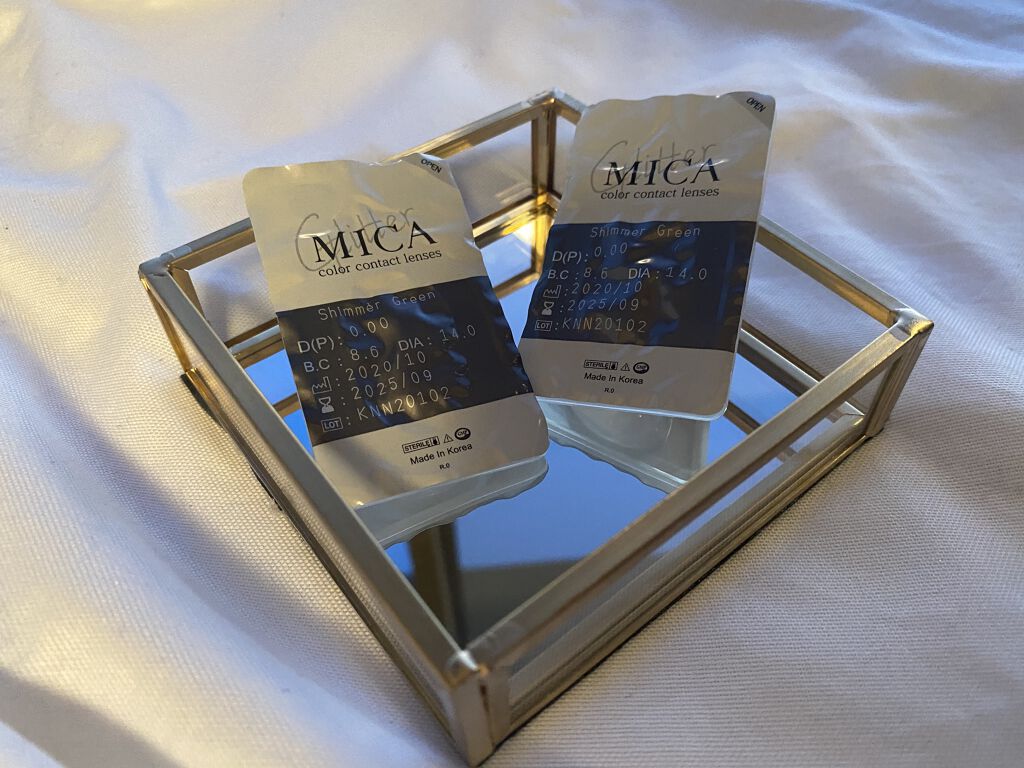 OPEN
Glitter
MICA
color contact lenses
Shimmer Green
D(P): 0.00
B.C : 8.6 DIA : 14.0
: 2020/10
: 2025/09
LOT : KNN20102
STERILE
Made In Korea
R.0
OPEN
Glitter
MICA
color contact lenses
Shimmer Green
D(P): 0.00
B.C : 8.6 DIA : 14.0
: 2020/10
: 2025/09
LOT : KNN20102
STERILE
Made In Korea
R.0